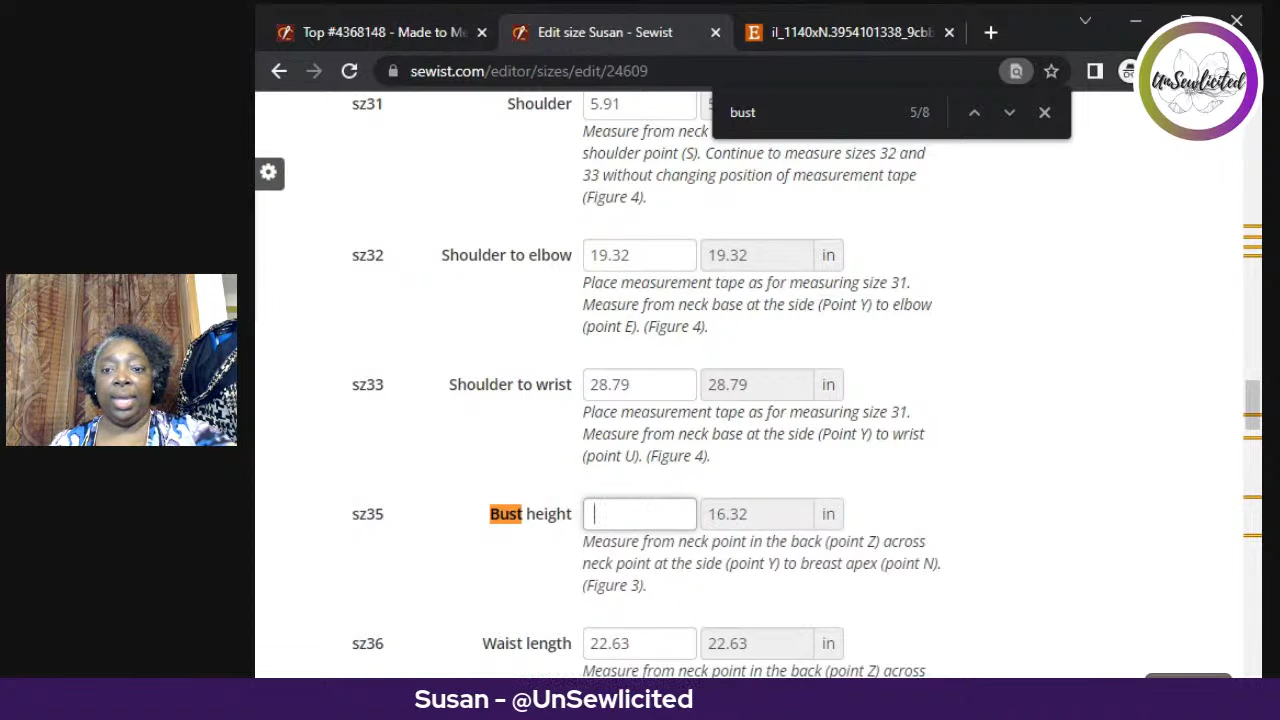 Top #4368148 - Made to Me
Edit size Susan - Sewist
il_1140xN.3954101338_9cb
sewist.com/editor/sizes/edit/24609
bust 5/8
UnSewlicited
sz31 Shoulder 5.91
Measure from neck
shoulder point (S). Continue to measure sizes 32 and
33 without changing position of measurement tape
(Figure 4).
sz32 Shoulder to elbow 19.32 19.32 in
Place measurement tape as for measuring size 31.
Measure from neck base at the side (Point Y) to elbow
(point E). (Figure 4).
sz33 Shoulder to wrist 28.79 28.79 in
Place measurement tape as for measuring size 31.
Measure from neck base at the side (Point Y) to wrist
(point U). (Figure 4).
sz35 Bust height 16.32 in
Measure from neck point in the back (point Z) across
neck point at the side (point Y) to breast apex (point N).
(Figure 3).
sz36 Waist length 22.63 22.63 in
Measure from neck point in the back (point Z) across
Susan - @UnSewlicited